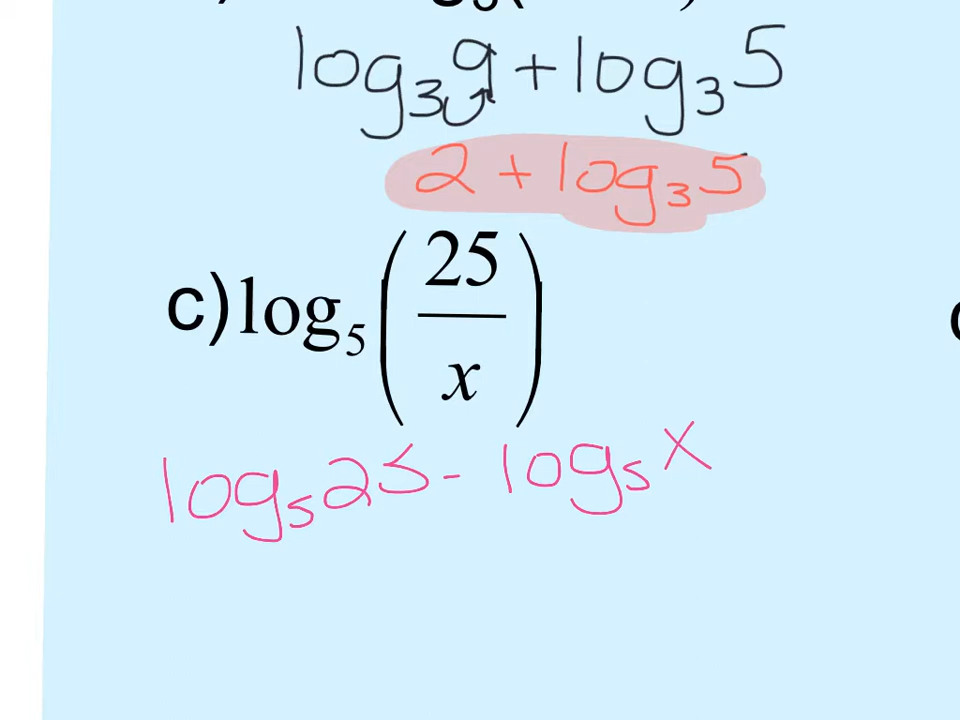 log₃9 + log₃5
2 + log₃5
c) log₅(25/x)
log₅25 - log₅x